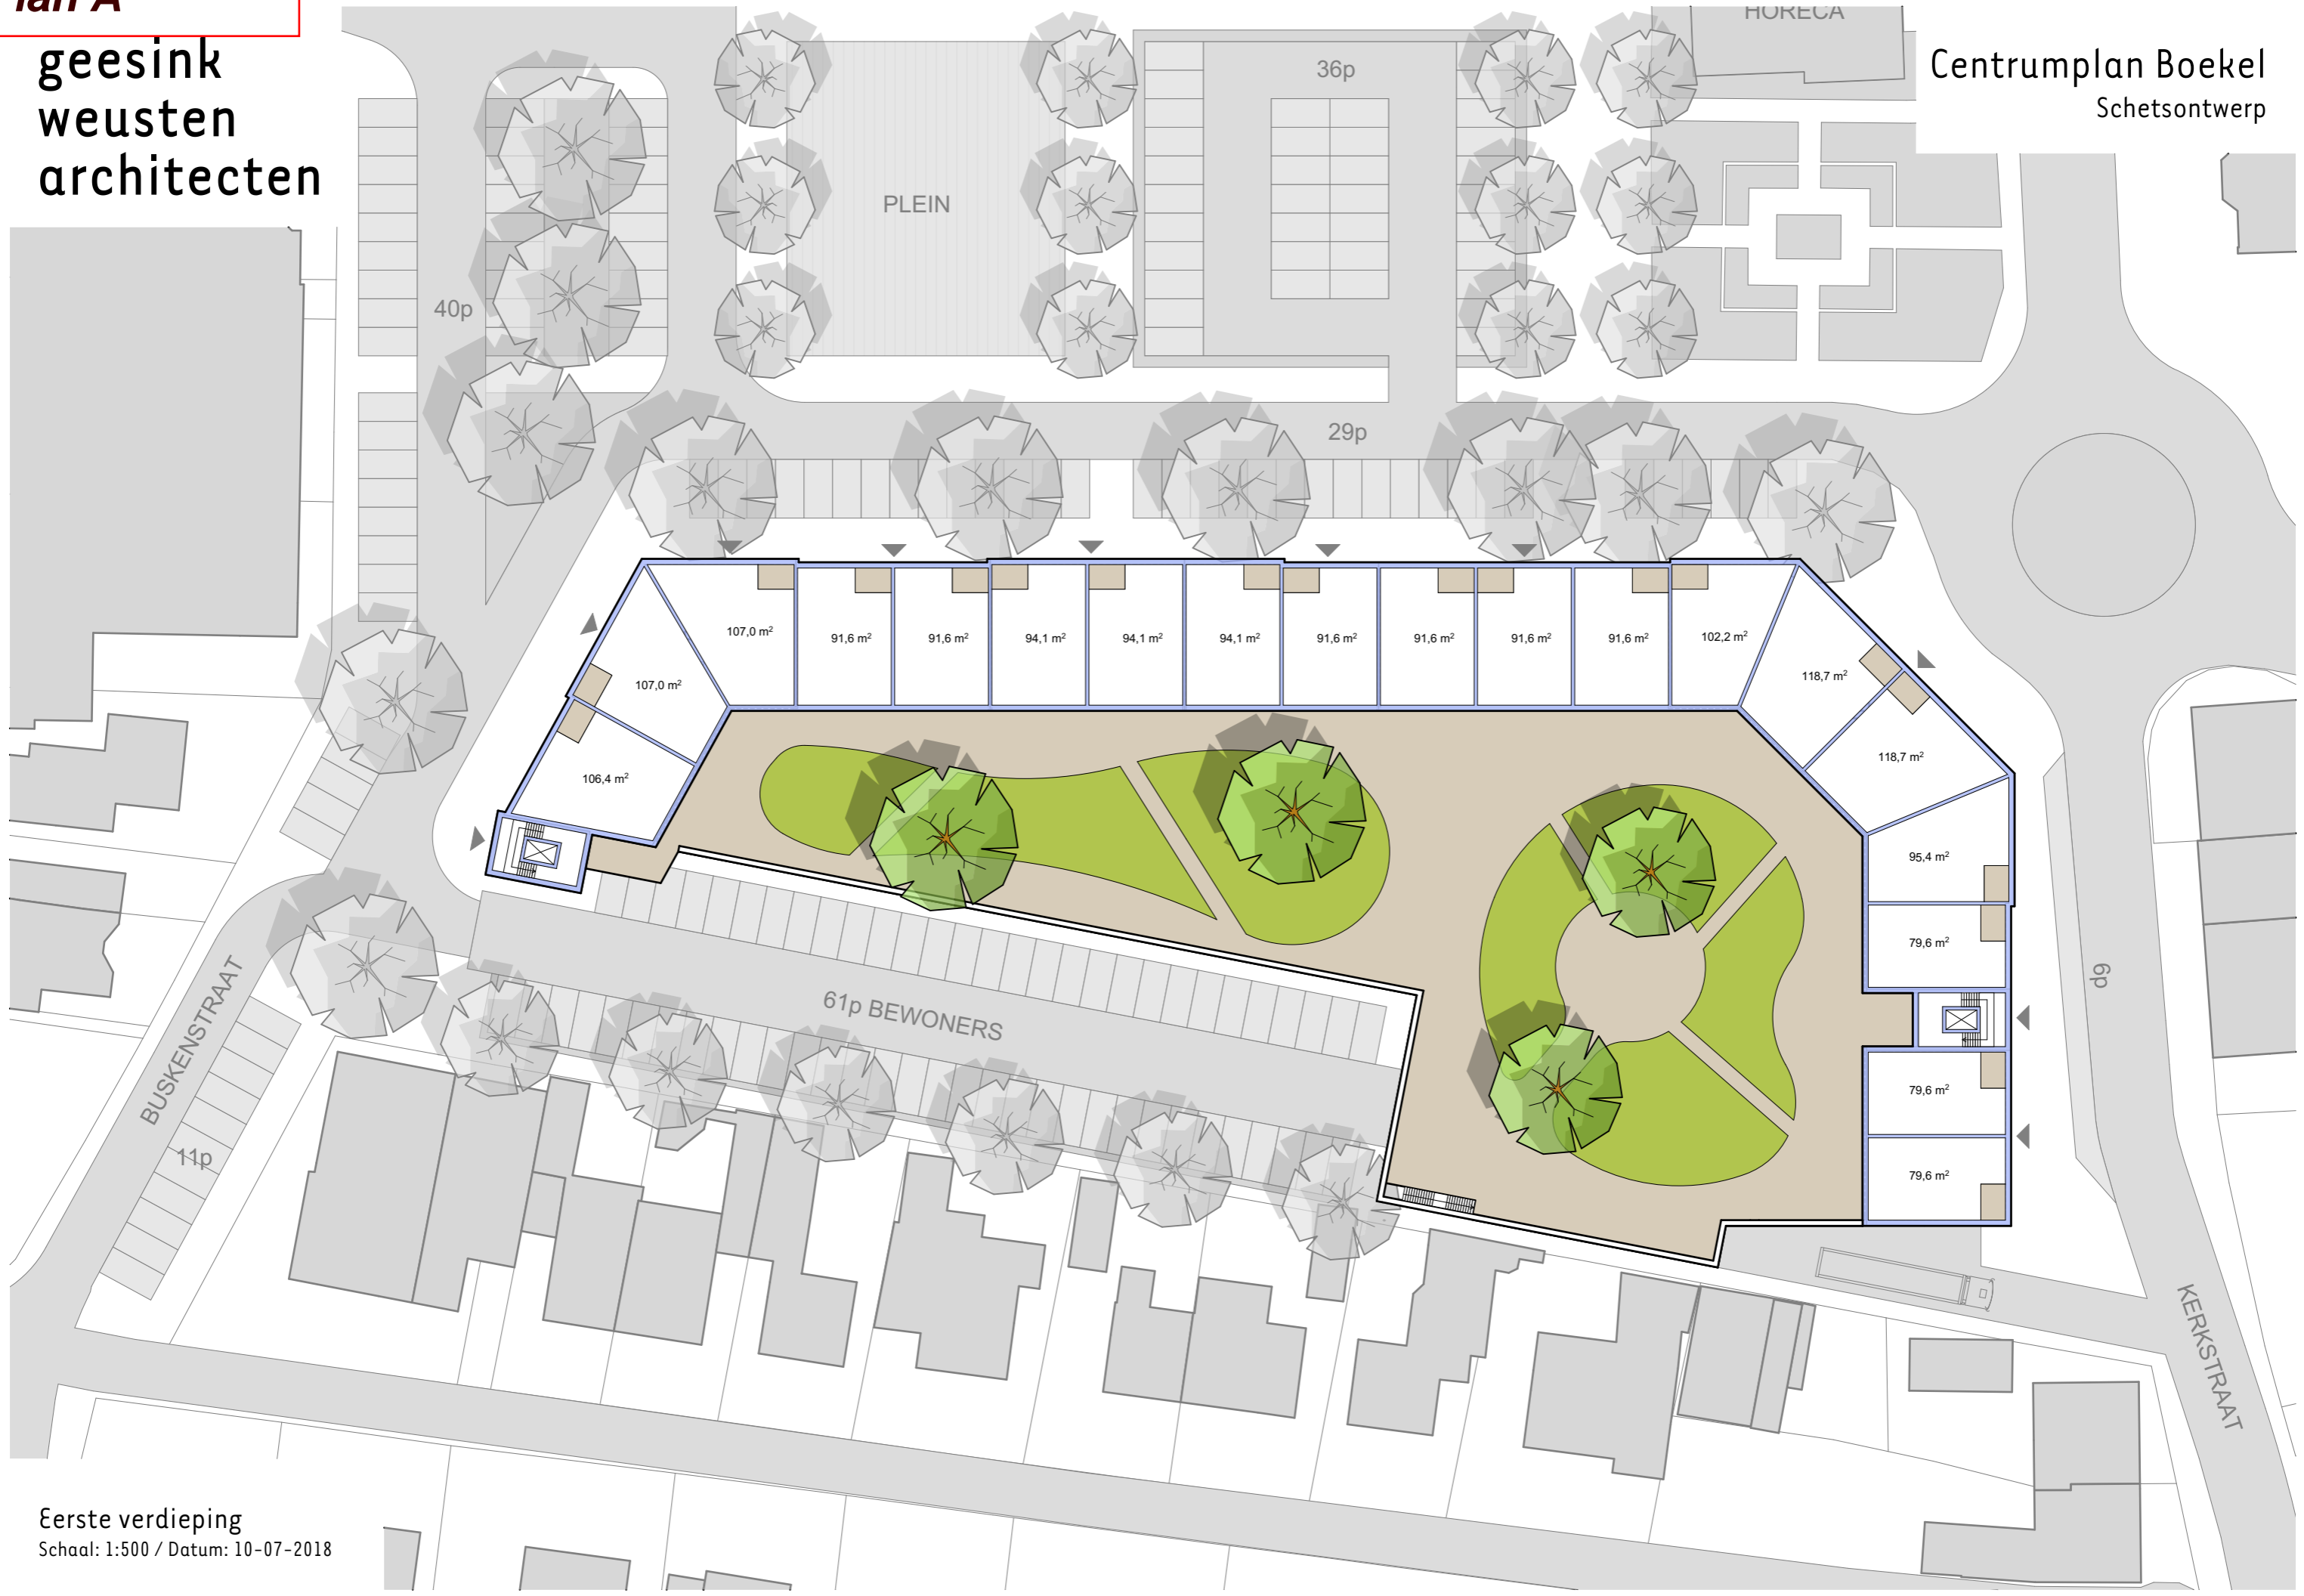 lan A
geesink
weusten
architecten
HORECA
Centrumplan Boekel
Schetsontwerp
36p
PLEIN
40p
29p
107,0 m²
91,6 m²
91,6 m²
94,1 m²
94,1 m²
94,1 m²
91,6 m²
91,6 m²
91,6 m²
91,6 m²
102,2 m²
107,0 m²
118,7 m²
106,4 m²
118,7 m²
95,4 m²
79,6 m²
6p
61p BEWONERS
BUSKENSTRAAT
79,6 m²
11p
79,6 m²
KERKSTRAAT
Eerste verdieping
Schaal: 1:500 / Datum: 10-07-2018